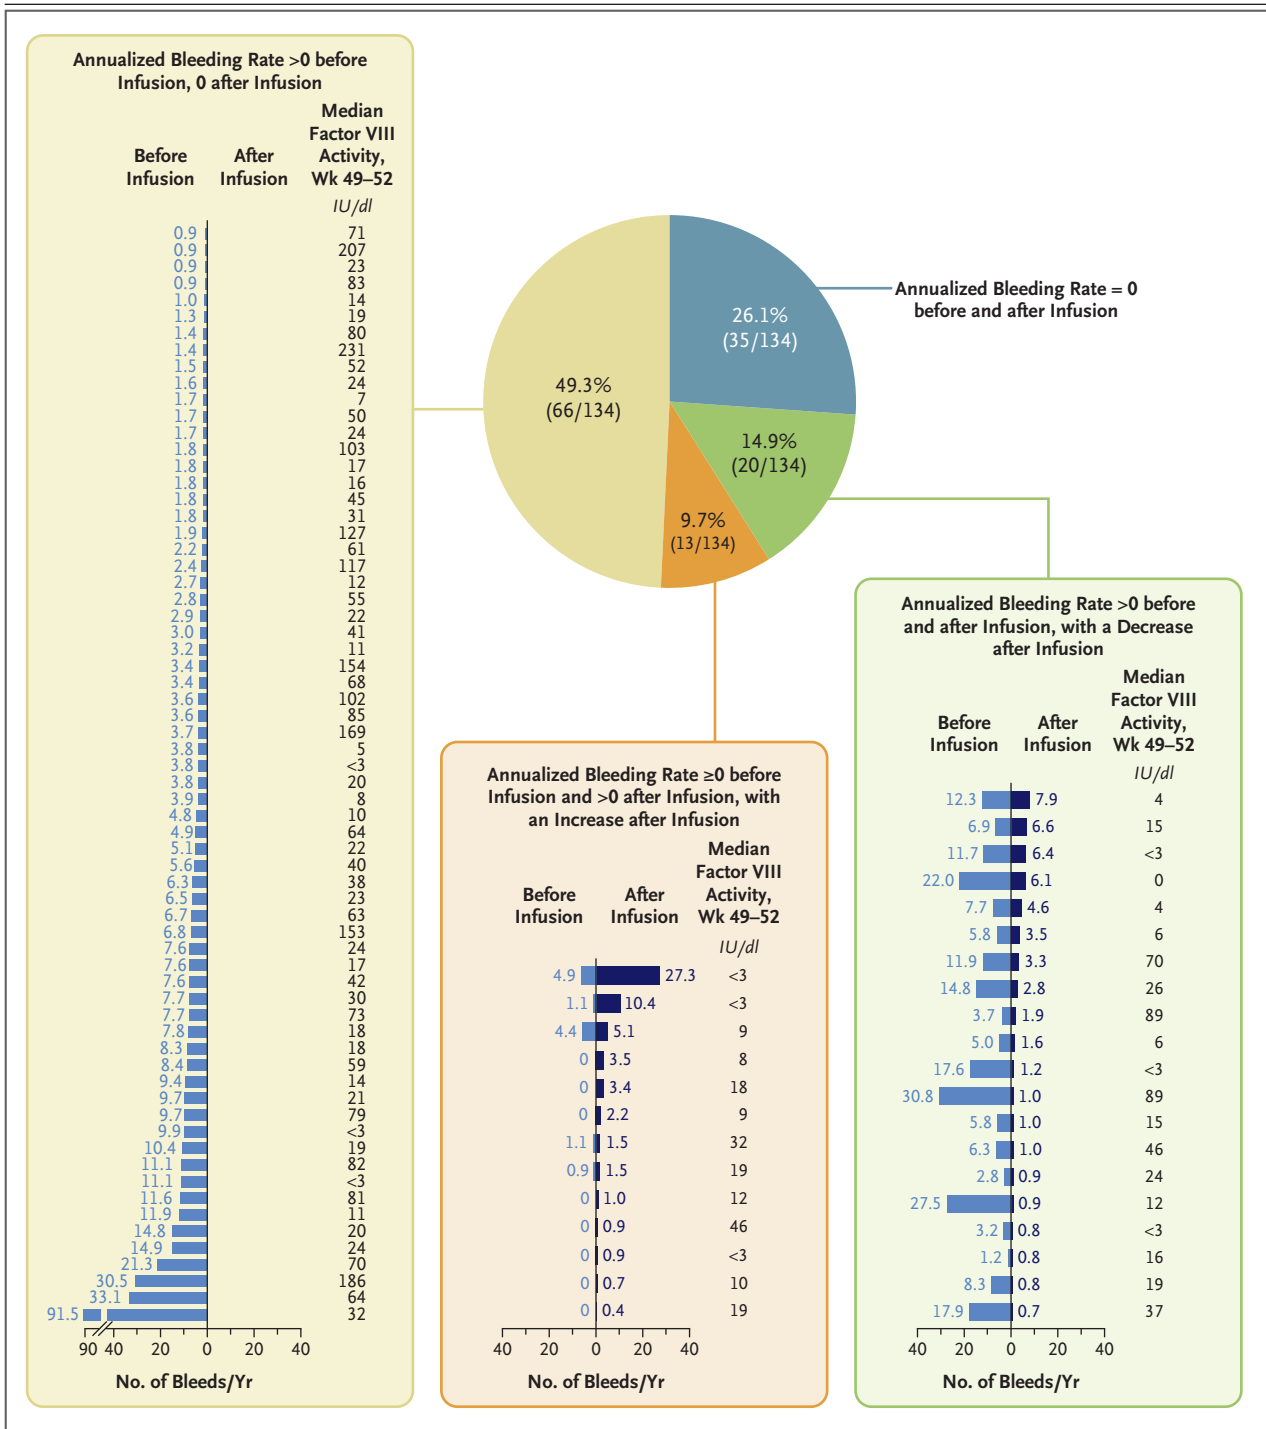 Annualized Bleeding Rate >0 before
Infusion, 0 after Infusion
Before
Infusion
After
Infusion
Median
Factor VIII
Activity,
Wk 49–52
IU/dl
0.9 71
0.9 207
0.9 23
0.9 83
1.0 14
1.3 19
1.4 80
1.4 231
1.5 52
1.6 24
1.7 7
1.7 50
1.7 24
1.8 103
1.8 17
1.8 16
1.8 45
1.8 31
1.9 127
2.2 61
2.4 117
2.7 12
2.8 55
2.9 22
3.0 41
3.2 11
3.4 154
3.4 68
3.6 102
3.6 85
3.7 169
3.8 5
3.8 <3
3.8 20
3.9 8
4.8 10
4.9 64
5.1 22
5.6 40
6.3 38
6.5 23
6.7 63
6.8 153
7.6 24
7.6 17
7.6 42
7.7 30
7.7 73
7.8 18
8.3 18
8.4 59
9.4 14
9.7 21
9.7 79
9.9 <3
10.4 19
11.1 82
11.1 <3
11.6 81
11.9 11
14.8 20
14.9 24
21.3 70
30.5 186
33.1 64
91.5 32
90 40 20 0 20 40
No. of Bleeds/Yr
26.1%
(35/134)
49.3%
(66/134)
14.9%
(20/134)
9.7%
(13/134)
Annualized Bleeding Rate = 0
before and after Infusion
Annualized Bleeding Rate ≥0 before
Infusion and >0 after Infusion, with
an Increase after Infusion
Before
Infusion
After
Infusion
Median
Factor VIII
Activity,
Wk 49–52
IU/dl
4.9 27.3 <3
1.1 10.4 <3
4.4 5.1 9
0 3.5 8
0 3.4 18
0 2.2 9
1.1 1.5 32
0.9 1.5 19
0 1.0 12
0 0.9 46
0 0.9 <3
0 0.7 10
0 0.4 19
40 20 0 20 40
No. of Bleeds/Yr
Annualized Bleeding Rate >0 before
and after Infusion, with a Decrease
after Infusion
Before
Infusion
After
Infusion
Median
Factor VIII
Activity,
Wk 49–52
IU/dl
12.3 7.9 4
6.9 6.6 15
11.7 6.4 <3
22.0 6.1 0
7.7 4.6 4
5.8 3.5 6
11.9 3.3 70
14.8 2.8 26
3.7 1.9 89
5.0 1.6 6
17.6 1.2 <3
30.8 1.0 89
5.8 1.0 15
6.3 1.0 46
2.8 0.9 24
27.5 0.9 12
3.2 0.8 <3
1.2 0.8 16
8.3 0.8 19
17.9 0.7 37
40 20 0 20 40
No. of Bleeds/Yr